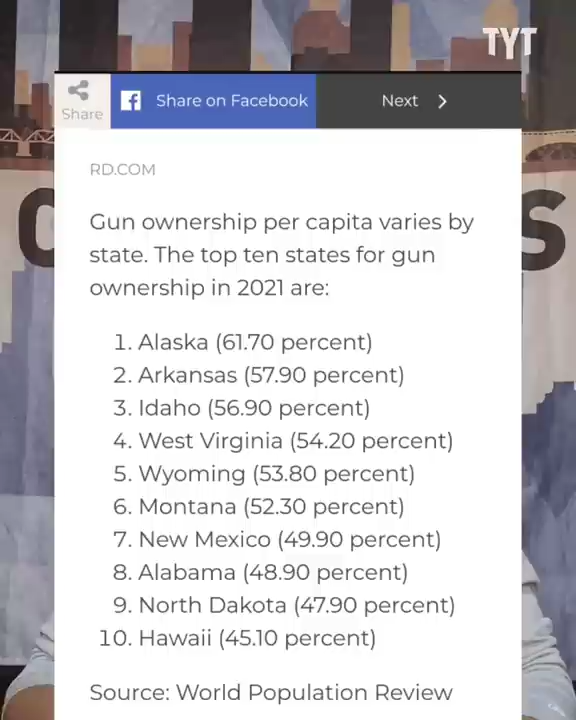 TYT
Share
Share on Facebook
Next
RD.COM
Gun ownership per capita varies by
state. The top ten states for gun
ownership in 2021 are:
1. Alaska (61.70 percent)
2. Arkansas (57.90 percent)
3. Idaho (56.90 percent)
4. West Virginia (54.20 percent)
5. Wyoming (53.80 percent)
6. Montana (52.30 percent)
7. New Mexico (49.90 percent)
8. Alabama (48.90 percent)
9. North Dakota (47.90 percent)
10. Hawaii (45.10 percent)
Source: World Population Review